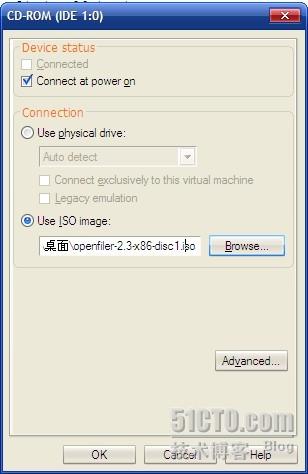 CD-ROM (IDE 1:0)
Device status
Connected
Connect at power on
Connection
Use physical drive:
Auto detect
Connect exclusively to this virtual machine
Legacy emulation
Use ISO image:
\桌面\openfiler-2.3-x86-disc1.iso
Browse...
Advanced...
51CTO.com
技术博客 Blog
OK Cancel Help